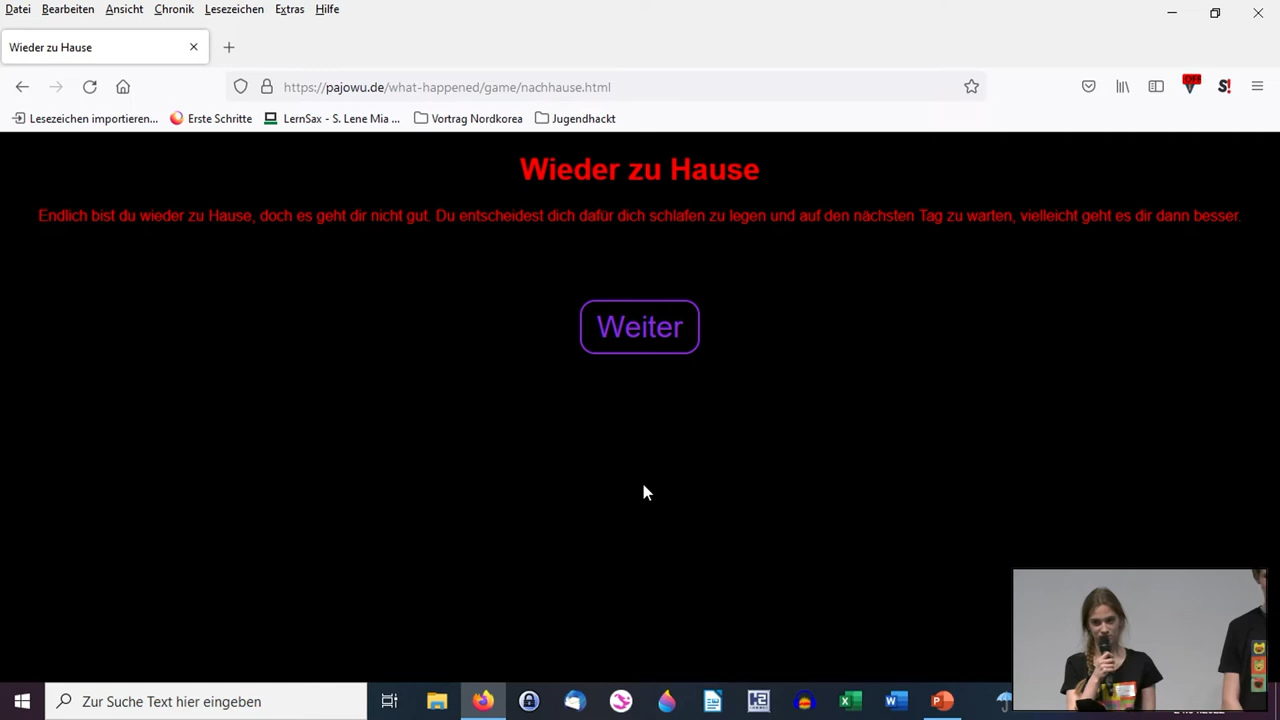 Datei Bearbeiten Ansicht Chronik Lesezeichen Extras Hilfe
Wieder zu Hause
https://pajowu.de/what-happened/game/nachhause.html
OFF
S!
Lesezeichen importieren... Erste Schritte LernSax - S. Lene Mia ... Vortrag Nordkorea Jugendhackt
Wieder zu Hause
Endlich bist du wieder zu Hause, doch es geht dir nicht gut. Du entscheidest dich dafür dich schlafen zu legen und auf den nächsten Tag zu warten, vielleicht geht es dir dann besser.
Weiter
Zur Suche Text hier eingeben